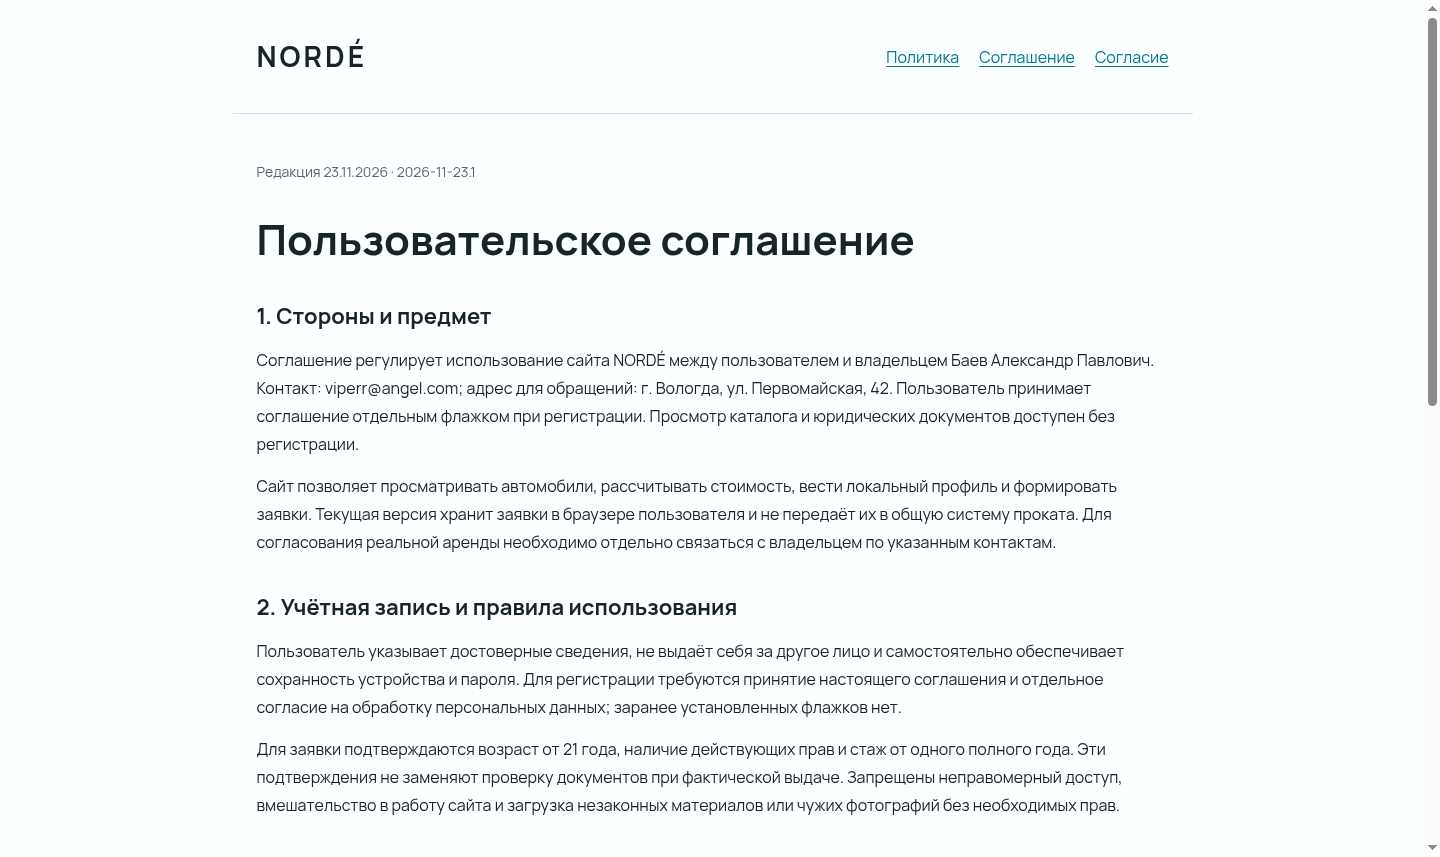 NORDÉ
Политика Соглашение Согласие
Редакция 23.11.2026 · 2026-11-23.1
Пользовательское соглашение
1. Стороны и предмет
Соглашение регулирует использование сайта NORDÉ между пользователем и владельцем Баев Александр Павлович.
Контакт: viperr@angel.com; адрес для обращений: г. Вологда, ул. Первомайская, 42. Пользователь принимает
соглашение отдельным флажком при регистрации. Просмотр каталога и юридических документов доступен без
регистрации.
Сайт позволяет просматривать автомобили, рассчитывать стоимость, вести локальный профиль и формировать
заявки. Текущая версия хранит заявки в браузере пользователя и не передаёт их в общую систему проката. Для
согласования реальной аренды необходимо отдельно связаться с владельцем по указанным контактам.
2. Учётная запись и правила использования
Пользователь указывает достоверные сведения, не выдаёт себя за другое лицо и самостоятельно обеспечивает
сохранность устройства и пароля. Для регистрации требуются принятие настоящего соглашения и отдельное
согласие на обработку персональных данных; заранее установленных флажков нет.
Для заявки подтверждаются возраст от 21 года, наличие действующих прав и стаж от одного полного года. Эти
подтверждения не заменяют проверку документов при фактической выдаче. Запрещены неправомерный доступ,
вмешательство в работу сайта и загрузка незаконных материалов или чужих фотографий без необходимых прав.